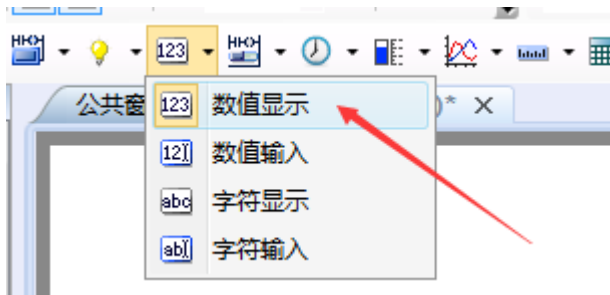 123
公共窗
)* ×
123 数值显示
12 数值输入
abc 字符显示
ab 字符输入